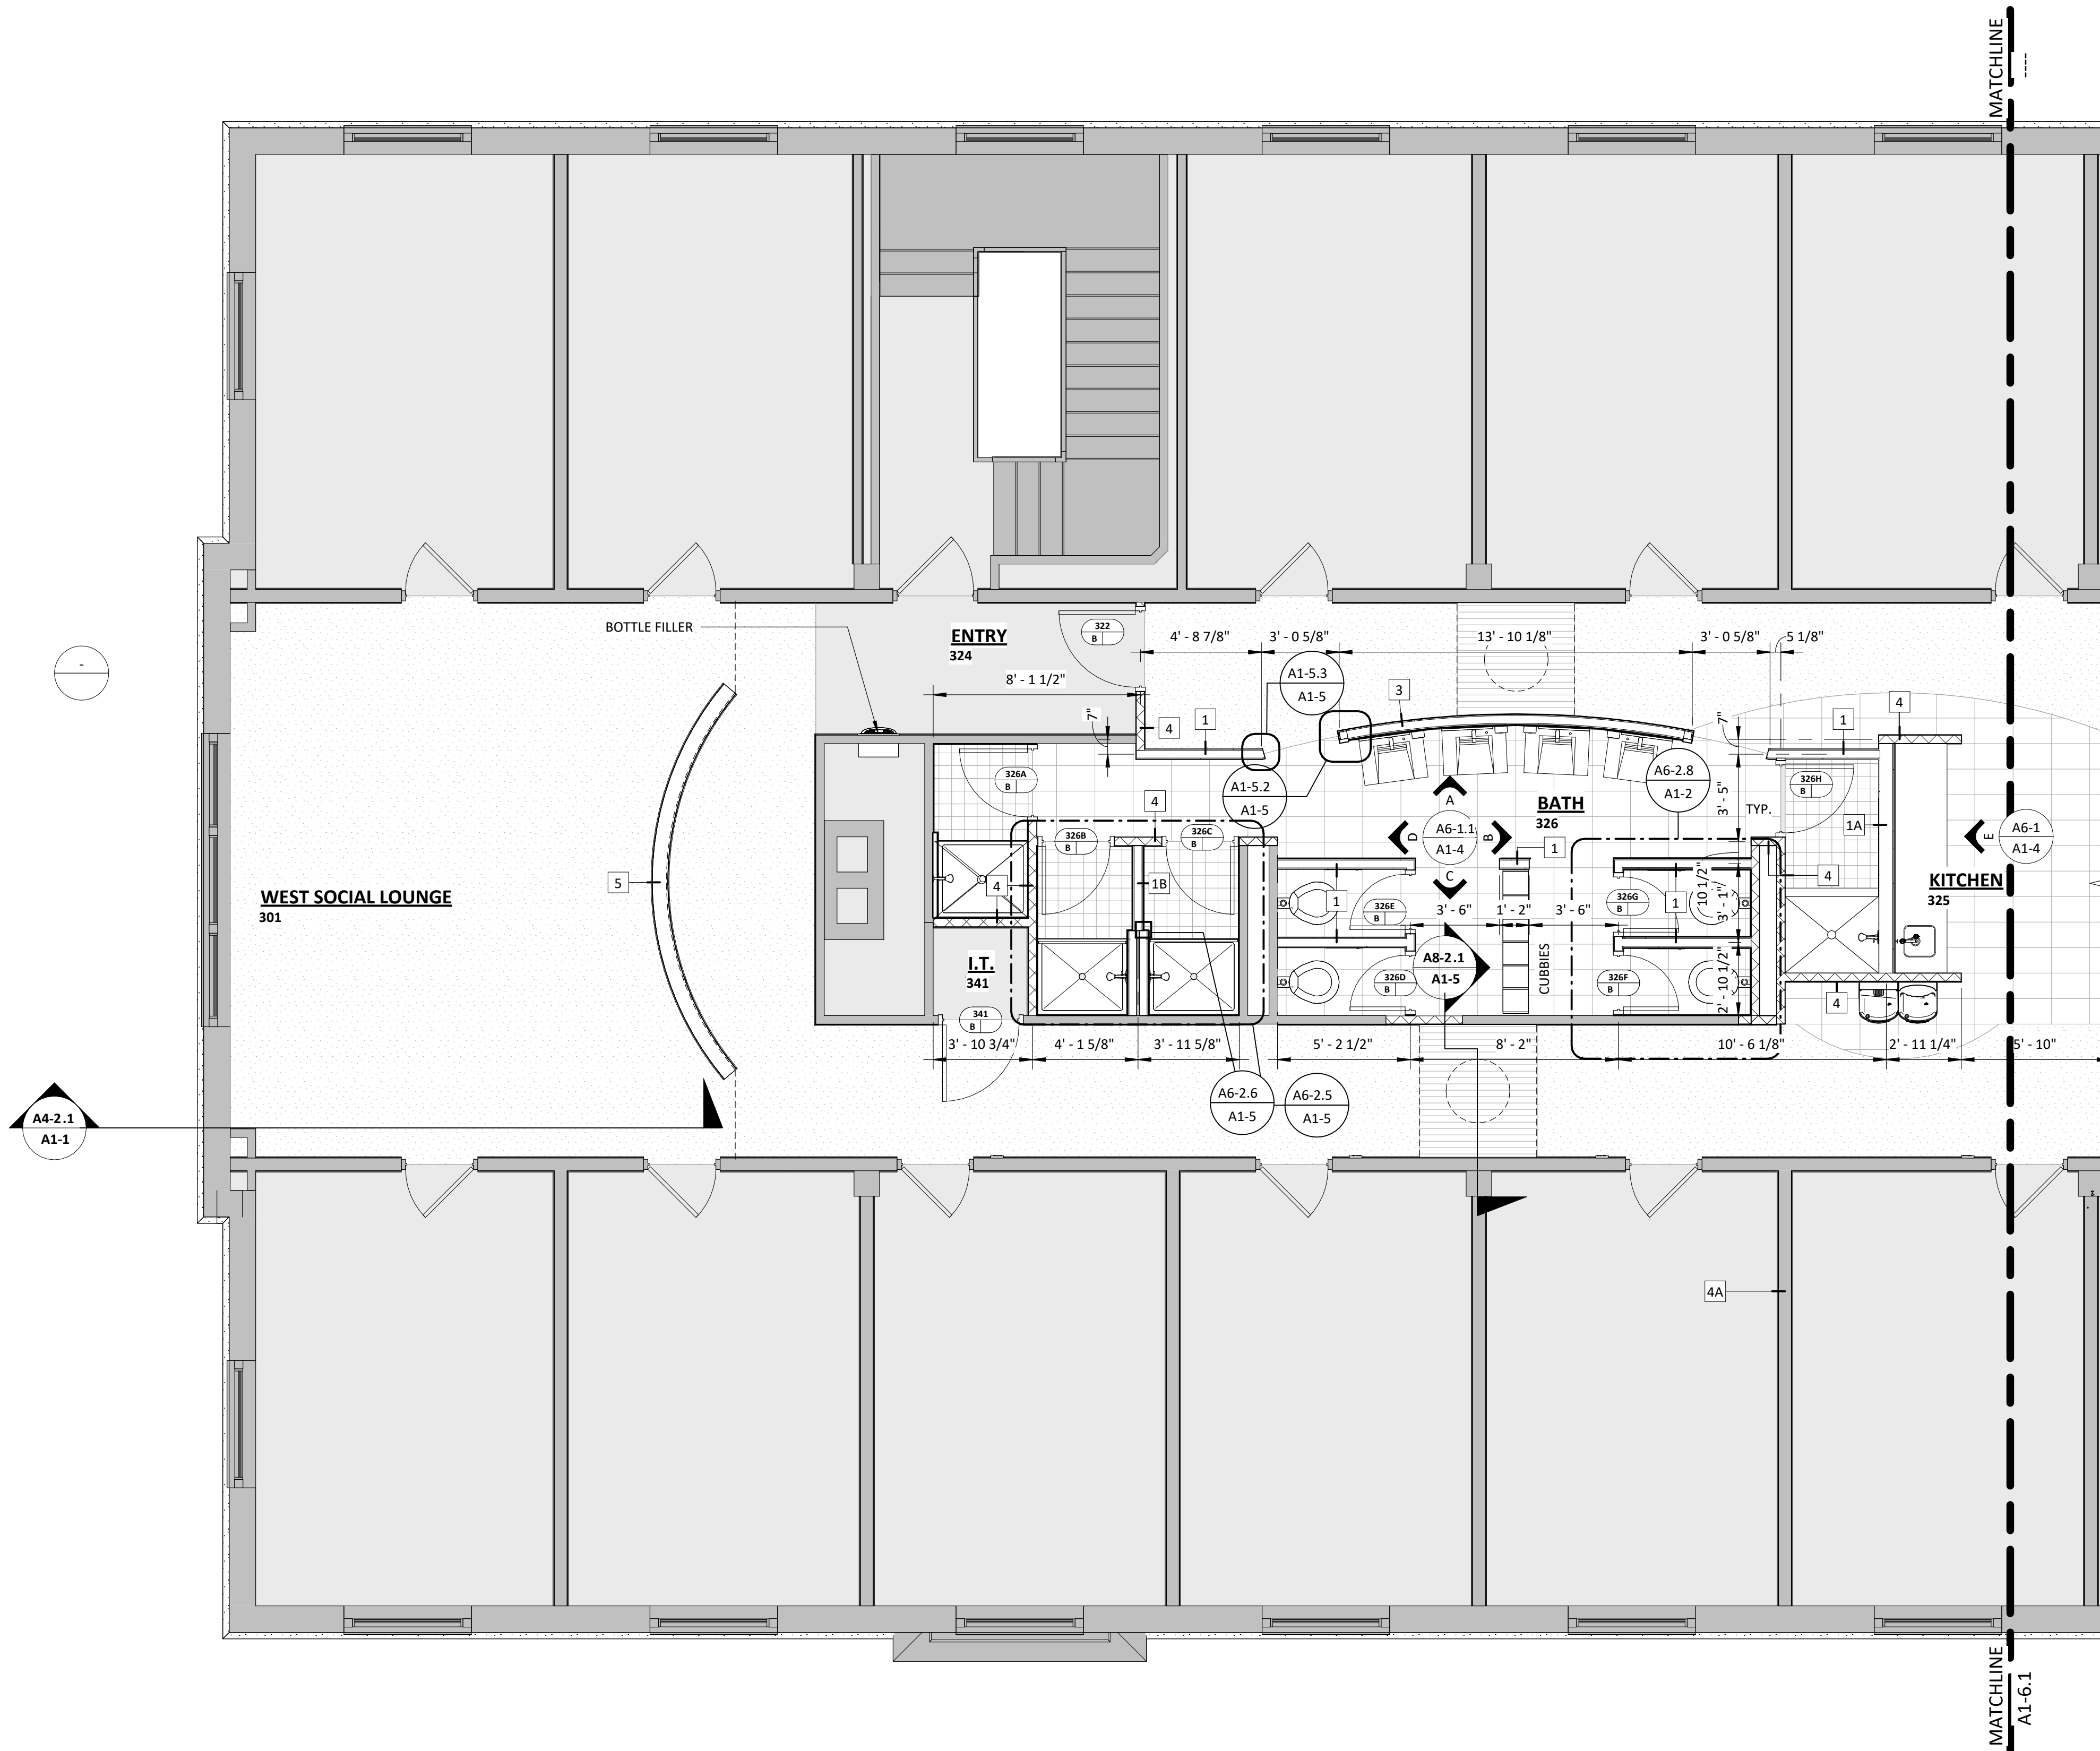 MATCHLINE
----
BOTTLE FILLER
ENTRY
324
322
B
4' - 8 7/8"
3' - 0 5/8"
13' - 10 1/8"
3' - 0 5/8"
5 1/8"
-
8' - 1 1/2"
A1-5.3
A1-5
3
7"
4
1
7"
1
4
326A
B
A1-5.2
A1-5
A6-2.8
A1-2
326H
B
4
BATH
326
3' - 5"
TYP.
326B
B
326C
B
A
D
A6-1.1
A1-4
B
C
1
1A
E
A6-1
A1-4
5
4
1B
WEST SOCIAL LOUNGE
301
1
326E
B
3' - 6"
1' - 2"
3' - 6"
326G
B
1
10 1/2"
3' - 1"
4
KITCHEN
325
I.T.
341
A8-2.1
A1-5
CUBBIES
326D
B
326F
B
2' - 10 1/2"
4
341
B
3' - 10 3/4"
4' - 1 5/8"
3' - 11 5/8"
5' - 2 1/2"
8' - 2"
10' - 6 1/8"
2' - 11 1/4"
5' - 10"
A6-2.6
A1-5
A6-2.5
A1-5
A4-2.1
A1-1
4A
MATCHLINE
A1-6.1